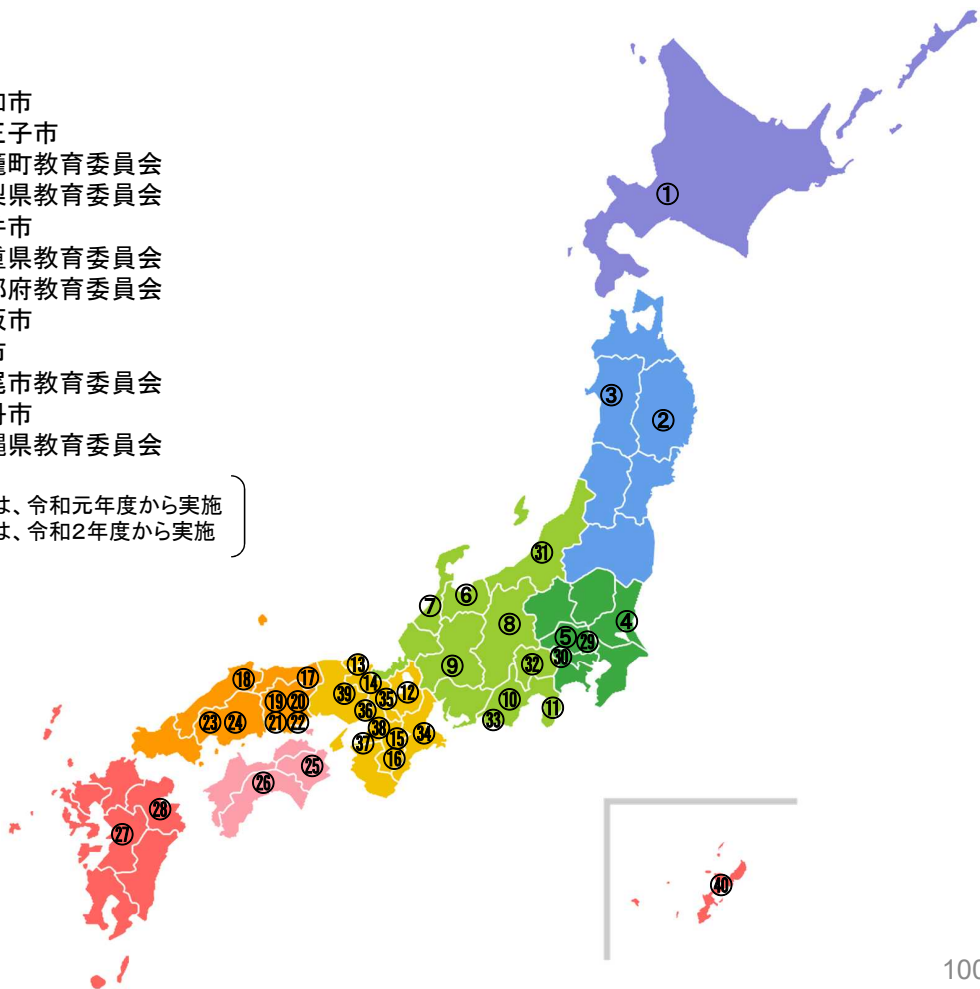 和市
王子市
町教育委員会
梨県教育委員会
井市
重県教育委員会
都府教育委員会
阪市
市
尾市教育委員会
丹市
縄県教育委員会
は、令和元年度から実施
は、令和2年度から実施
①
③
②
㉛
⑥
⑦
⑧
④
⑤
㉙
㉚
⑨
㉜
⑬
⑱
⑰
⑭
㊴
⑫
⑲
⑳
㉟
⑩
⑪
㊱
㉓
㉔
㉑
㉒
㉝
㊳
㉞
㊲
⑮
⑯
㉕
㉖
㉘
㉗
㊵
100